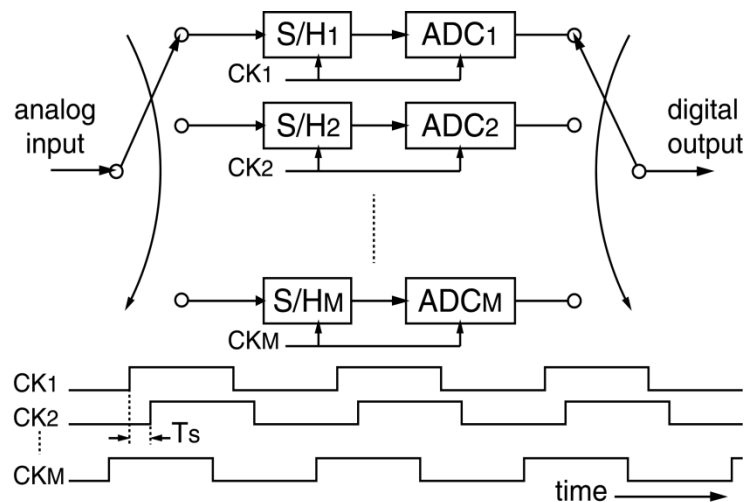 S/H1
ADC1
CK1
analog
input
digital
output
S/H2
ADC2
CK2
S/HM
ADCM
CKM
CK1
CK2
Ts
CKM
time